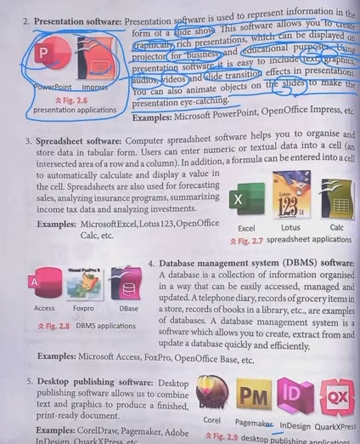 2. Presentation software: Presentation software is used to represent information in the
form of a slide show. This software allows you to create
graphically rich presentations, which can be displayed on
projector for business and educational purpose. Using
presentation software it is easy to include text, graphics,
audios, videos and slide transition effects in presentations.
You can also animate objects on the slides to make the
presentation eye-catching.
P
PowerPoint Impress
Fig. 2.6
presentation applications
Examples: Microsoft PowerPoint, OpenOffice Impress, etc
3. Spreadsheet software: Computer spreadsheet software helps you to organise and
store data in tabular form. Users can enter numeric or textual data into a cell (an
intersected area of a row and a column). In addition, a formula can be entered into a cell
to automatically calculate and display a value in
the cell. Spreadsheets are also used for forecasting
sales, analyzing insurance programs, summarizing
income tax data and analyzing investments.
Examples: Microsoft Excel, Lotus 123, OpenOffice
Calc, etc.
X
Lotus
123
Excel Lotus Calc
Fig. 2.7 spreadsheet applications
4. Database management system (DBMS) software:
A database is a collection of information organised
in a way that can be easily accessed, managed and
updated. A telephone diary, records of grocery items in
a store, records of books in a library, etc., are examples
of databases. A database management system is a
software which allows you to create, extract from and
update a database quickly and efficiently.
A
Visual FoxPro
Access Foxpro DBase
Fig. 2.8 DBMS applications
Examples: Microsoft Access, FoxPro, OpenOffice Base, etc.
5. Desktop publishing software: Desktop
publishing software allows us to combine
text and graphics to produce a finished,
print-ready document.
Examples: CorelDraw, Pagemaker, Adobe
InDesign, QuarkXPress, etc.
PM
ID
QX
Corel Pagemaker InDesign QuarkXPress
Fig. 2.9 desktop publishing applications